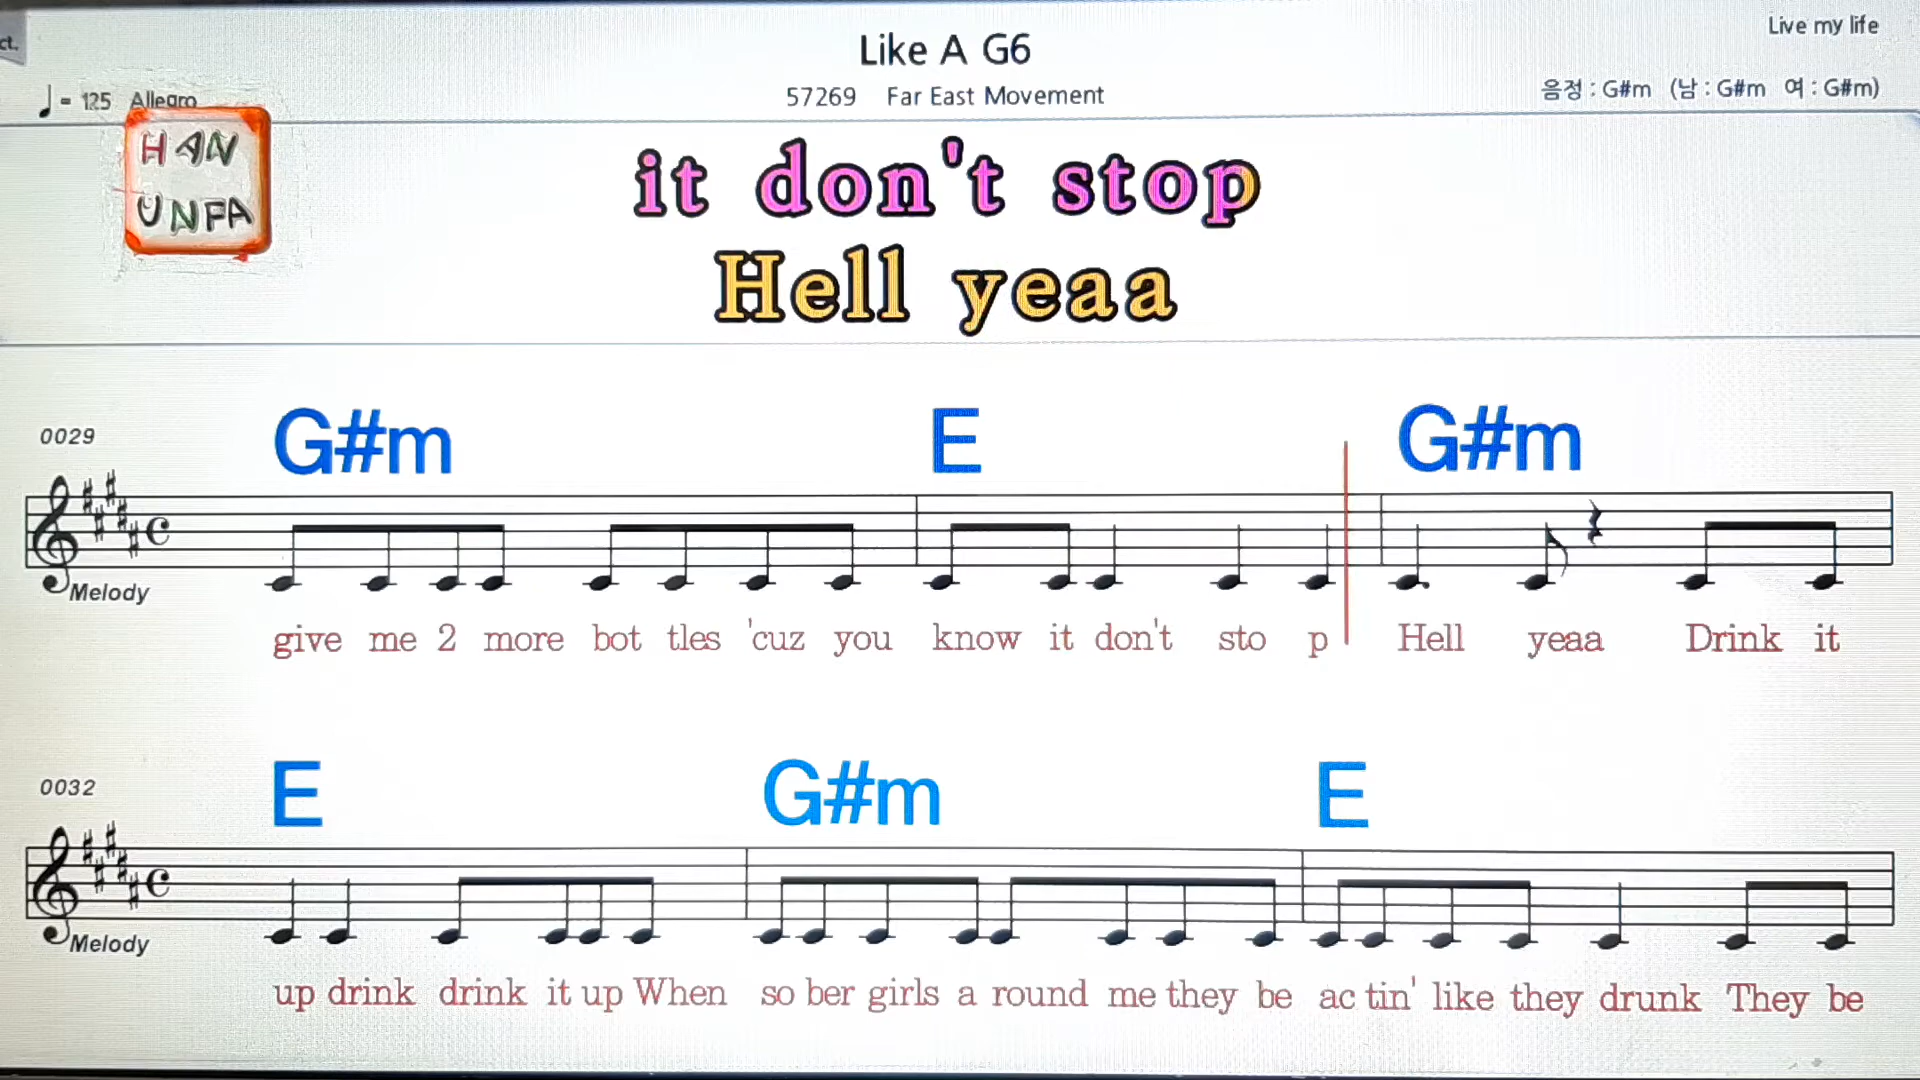 ct.
Like A G6
Live my life
♩ = 125 Allegro
57269 Far East Movement
음정 : G#m (남 : G#m 여 : G#m)
HAN
UNFA
it don't stop
Hell yeaa
0029
G#m E G#m
Melody
give me 2 more bot tles 'cuz you know it don't sto p Hell yeaa Drink it
0032
E G#m E
Melody
up drink drink it up When so ber girls a round me they be ac tin' like they drunk They be